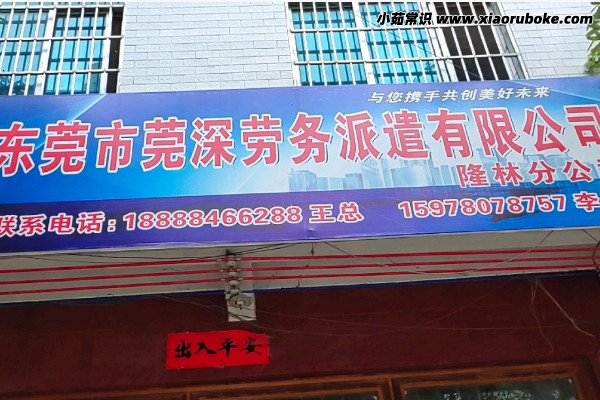 小茹常识 www.xiaoruboke.com
与您携手共创美好未来
东莞市莞深劳务派遣有限公司
隆林分公司
联系电话:18888466288 王总 15978078757 李
出入平安